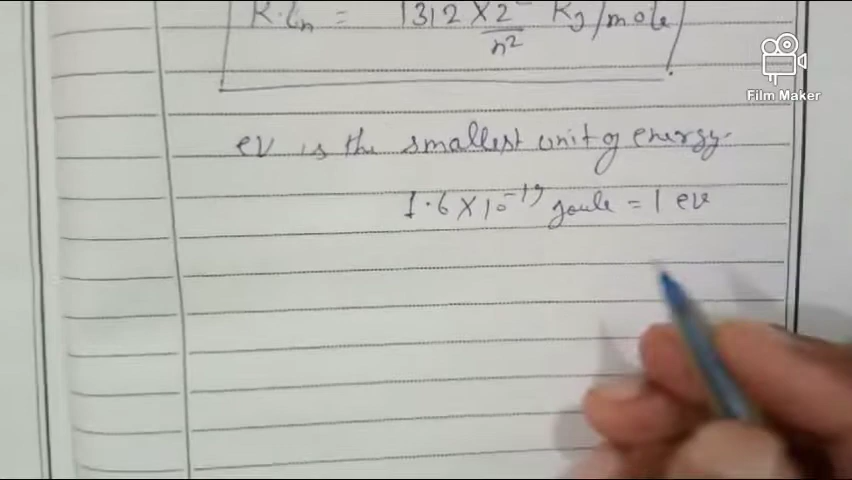 K.En = 1312 × 2 / n² KJ/mole
Film Maker
ev is the smallest unit of energy.
1.6 × 10⁻¹⁹ joule = 1 ev